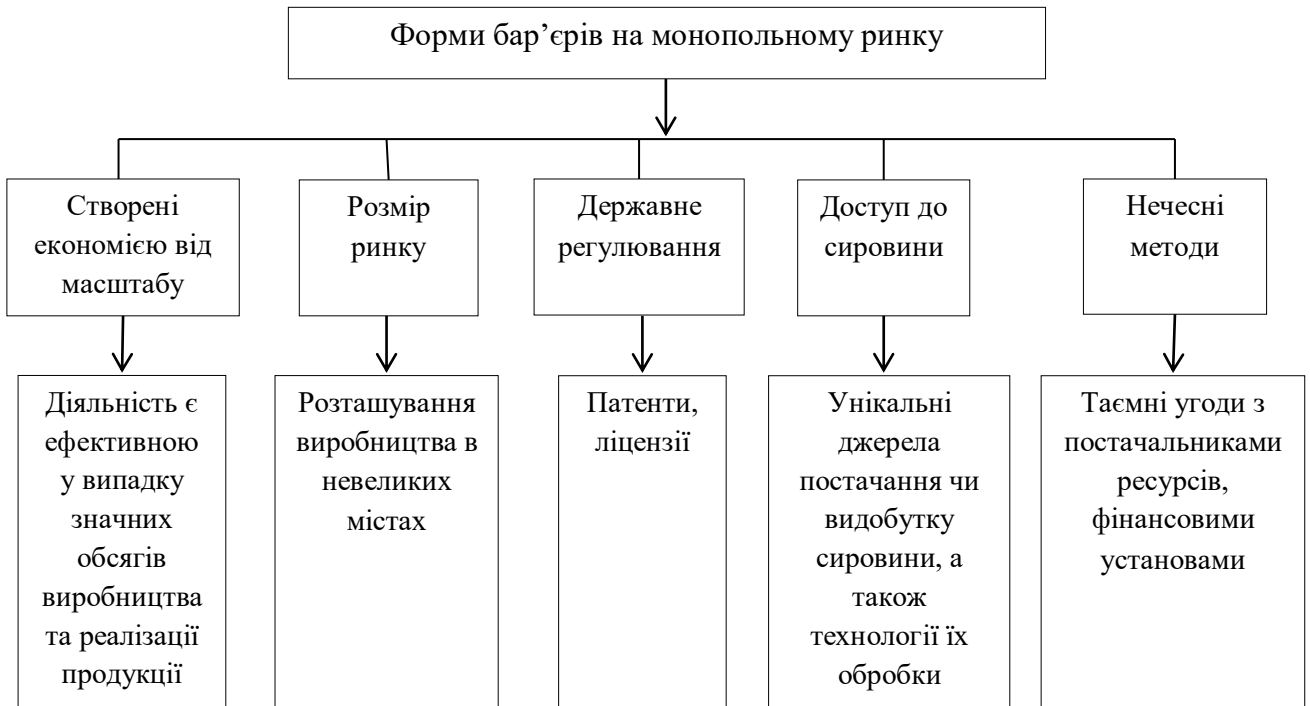 Форми бар’єрів на монопольному ринку
Створені
економією від
масштабу
Розмір
ринку
Державне
регулювання
Доступ до
сировини
Нечесні
методи
Діяльність є
ефективною
у випадку
значних
обсягів
виробництва
та реалізації
продукції
Розташування
виробництва в
невеликих
містах
Патенти,
ліцензії
Унікальні
джерела
постачання чи
видобутку
сировини, а
також
технології їх
обробки
Таємні угоди з
постачальниками
ресурсів,
фінансовими
установами